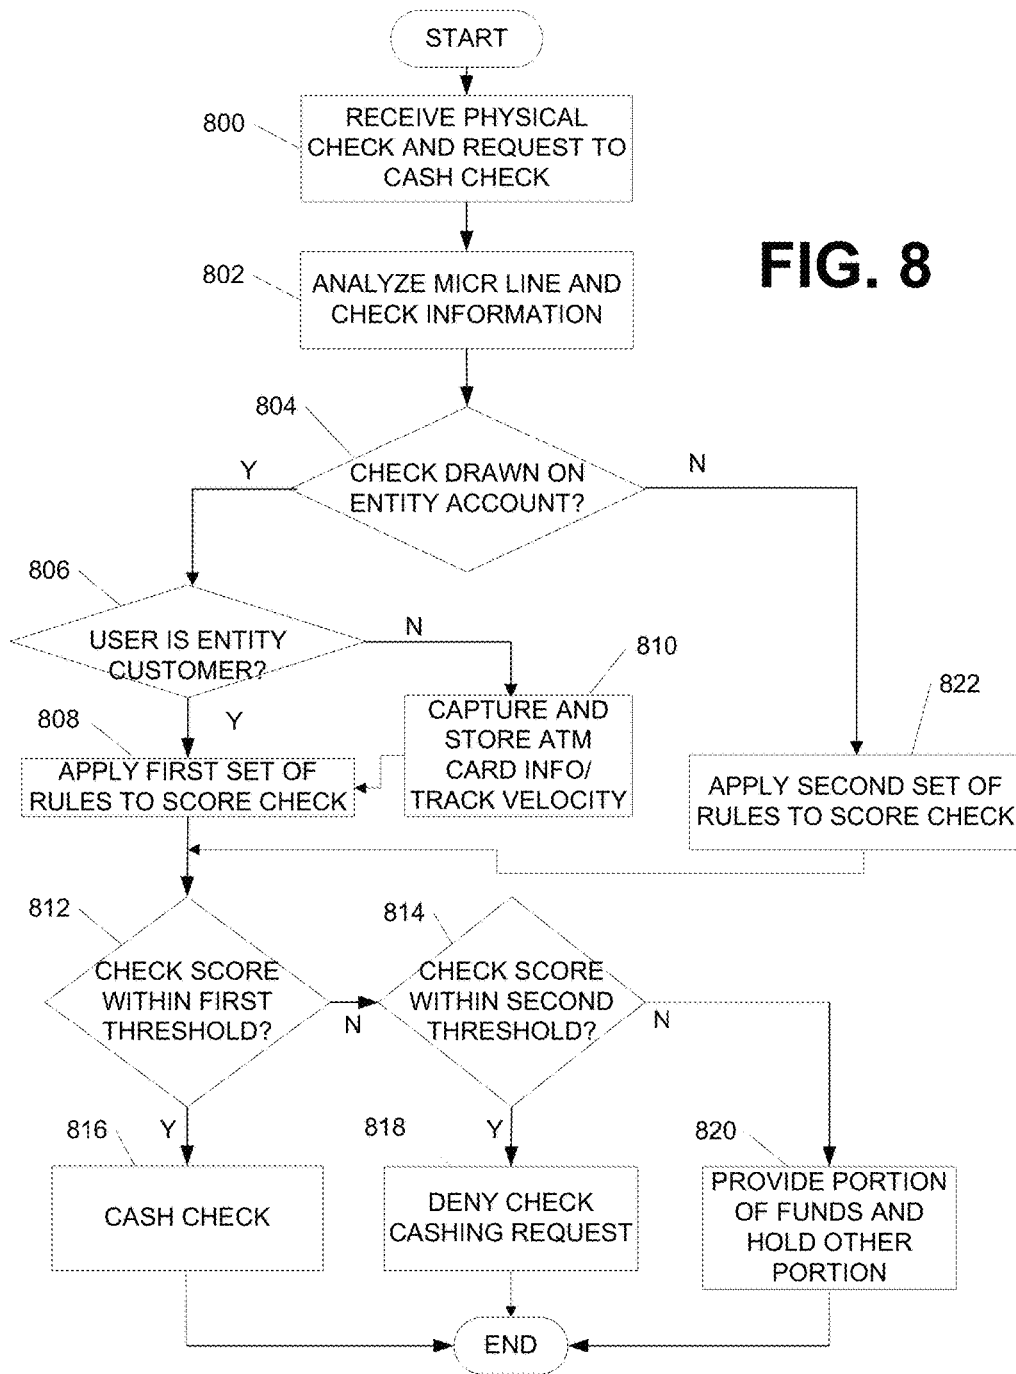 START
800
RECEIVE PHYSICAL
CHECK AND REQUEST TO
CASH CHECK
FIG. 8
802
ANALYZE MICR LINE AND
CHECK INFORMATION
804
CHECK DRAWN ON
ENTITY ACCOUNT?
Y
N
806
USER IS ENTITY
CUSTOMER?
N
Y
810
CAPTURE AND
STORE ATM
CARD INFO/
TRACK VELOCITY
808
APPLY FIRST SET OF
RULES TO SCORE CHECK
822
APPLY SECOND SET OF
RULES TO SCORE CHECK
812
CHECK SCORE
WITHIN FIRST
THRESHOLD?
N
Y
814
CHECK SCORE
WITHIN SECOND
THRESHOLD?
N
Y
816
CASH CHECK
818
DENY CHECK
CASHING REQUEST
820
PROVIDE PORTION
OF FUNDS AND
HOLD OTHER
PORTION
END